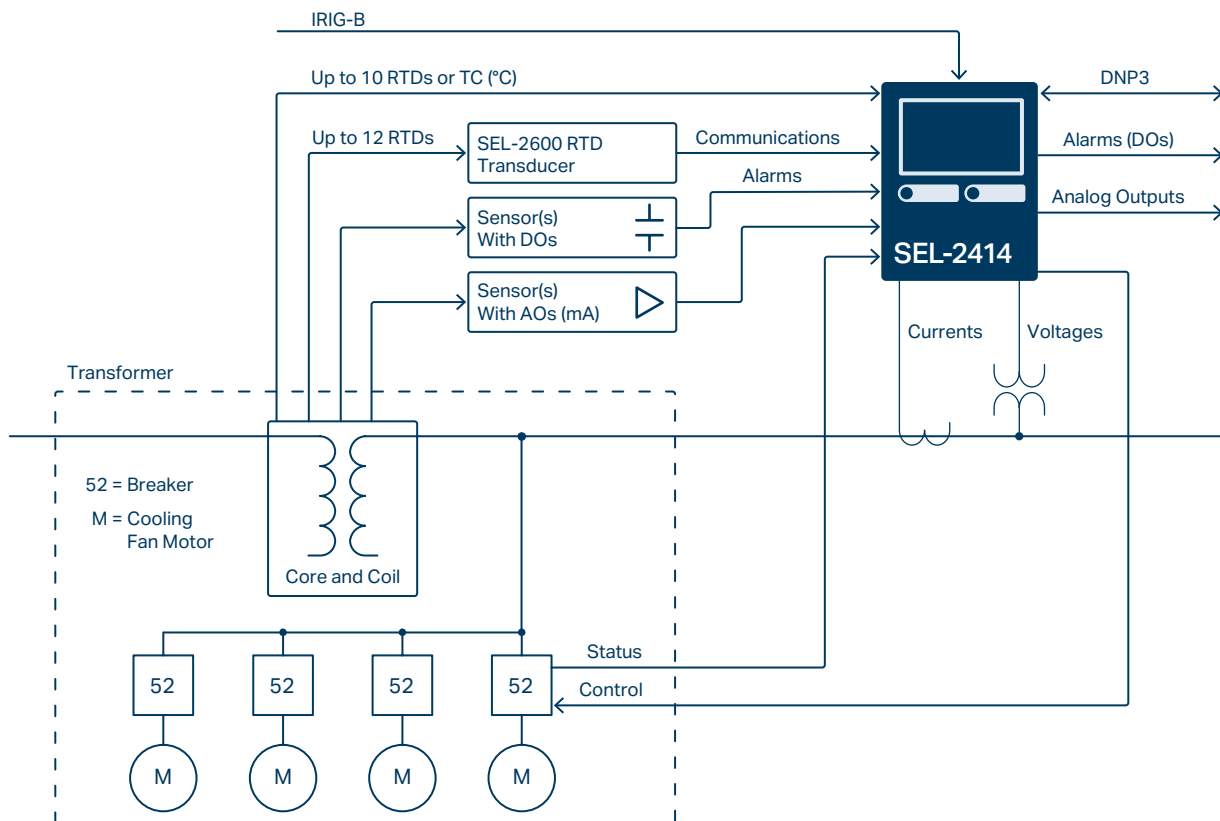 IRIG-B
Up to 10 RTDs or TC (°C)
DNP3
Up to 12 RTDs
SEL-2600 RTD
Transducer
Communications
Alarms (DOs)
Alarms
Analog Outputs
Sensor(s)
With DOs
SEL-2414
Sensor(s)
With AOs (mA)
Currents
Voltages
Transformer
52 = Breaker
M = Cooling
Fan Motor
Core and Coil
Status
Control
52
52
52
52
M
M
M
M